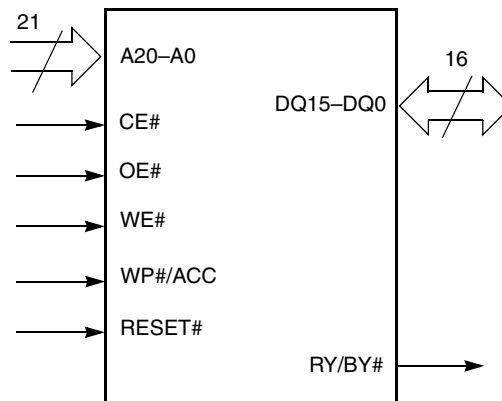 21
A20–A0
16
DQ15–DQ0
CE#
OE#
WE#
WP#/ACC
RESET#
RY/BY#